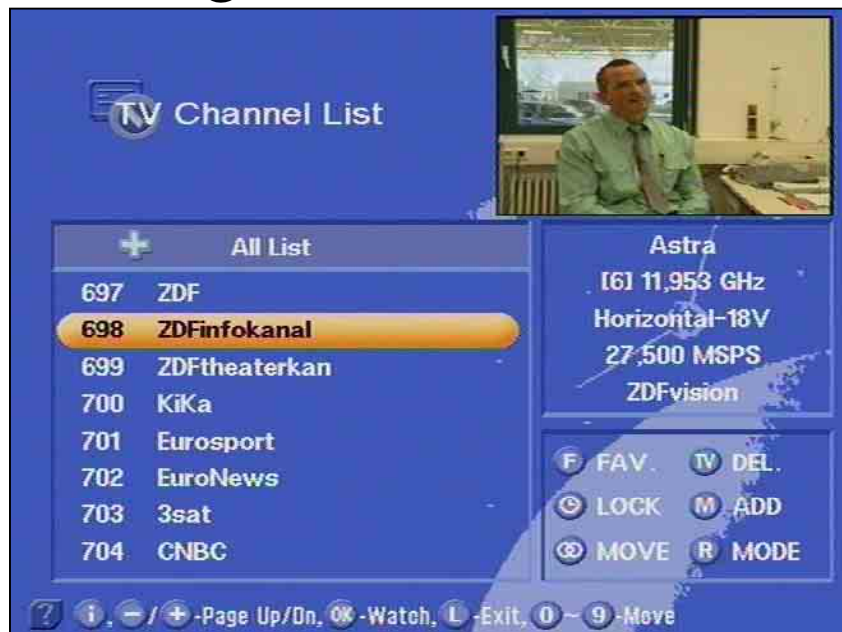 TV Channel List
All List
697 ZDF
698 ZDFinfokanal
699 ZDFtheaterkan
700 KiKa
701 Eurosport
702 EuroNews
703 3sat
704 CNBC
Astra
[6] 11,953 GHz
Horizontal-18V
27,500 MSPS
ZDFvision
F FAV. TV DEL.
LOCK M ADD
MOVE R MODE
? i, -/+ -Page Up/Dn, OK -Watch, L -Exit, 0 ~ 9 -Move